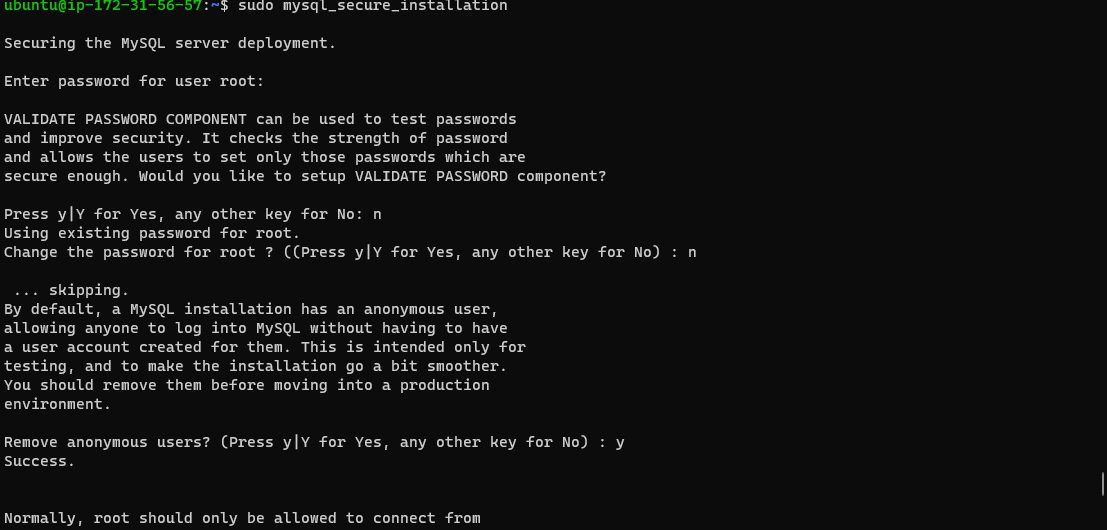 ubuntu@ip-172-31-56-57:~$ sudo mysql_secure_installation
Securing the MySQL server deployment.
Enter password for user root:
VALIDATE PASSWORD COMPONENT can be used to test passwords
and improve security. It checks the strength of password
and allows the users to set only those passwords which are
secure enough. Would you like to setup VALIDATE PASSWORD component?
Press y|Y for Yes, any other key for No: n
Using existing password for root.
Change the password for root ? ((Press y|Y for Yes, any other key for No) : n
 ... skipping.
By default, a MySQL installation has an anonymous user,
allowing anyone to log into MySQL without having to have
a user account created for them. This is intended only for
testing, and to make the installation go a bit smoother.
You should remove them before moving into a production
environment.
Remove anonymous users? (Press y|Y for Yes, any other key for No) : y
Success.
Normally, root should only be allowed to connect from